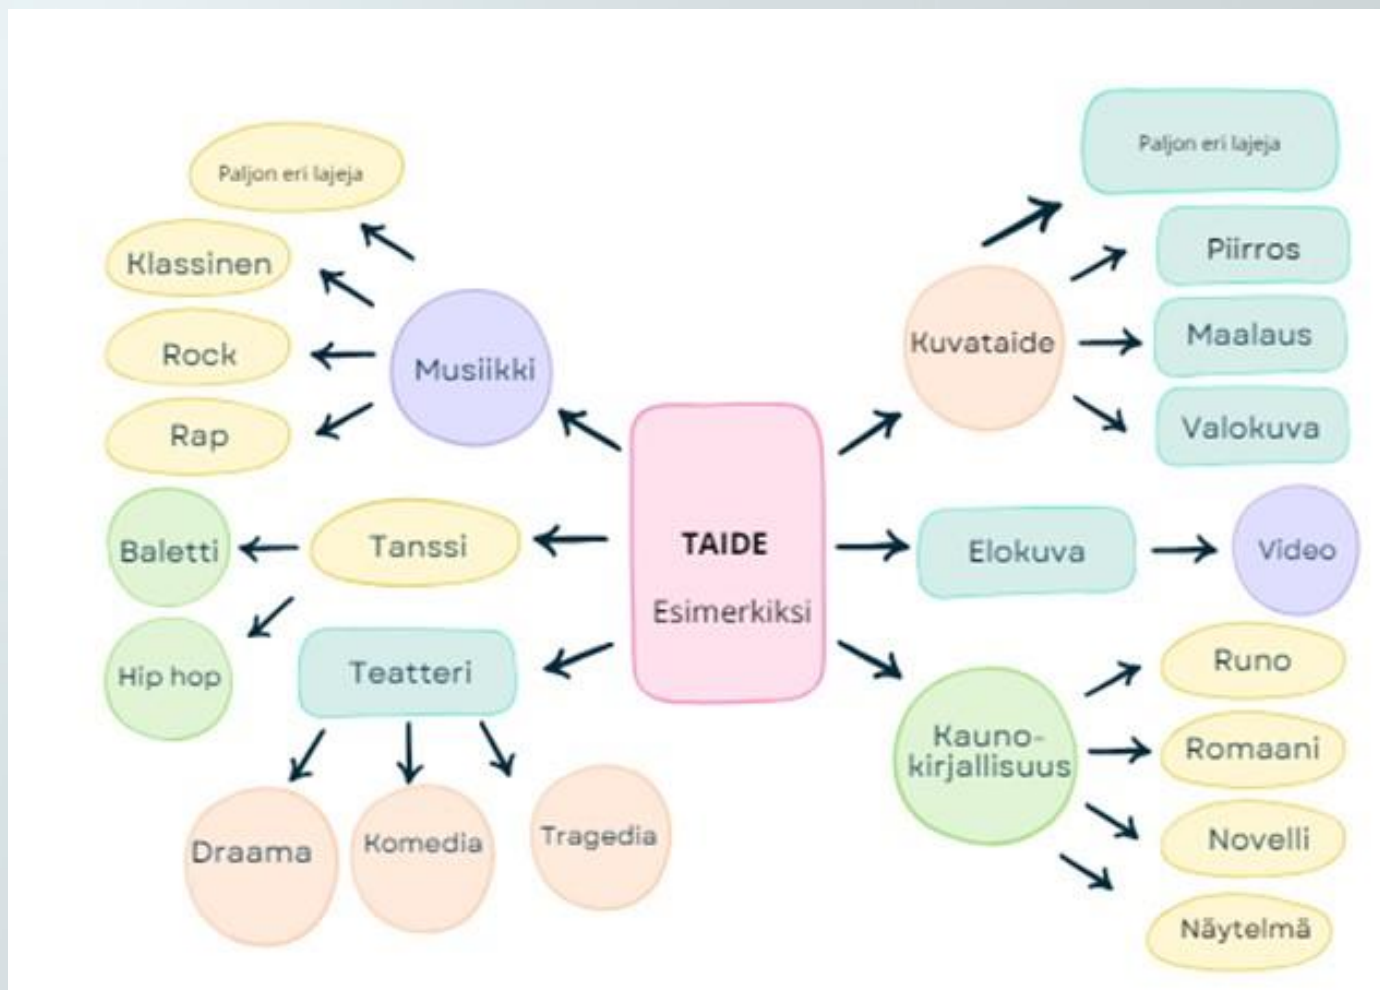 Paljon eri lajeja
Klassinen
Rock
Rap
Musiikki
Baletti
Hip hop
Tanssi
Teatteri
Draama
Komedia
Tragedia
TAIDE
Esimerkiksi
Kuvataide
Paljon eri lajeja
Piirros
Maalaus
Valokuva
Elokuva
Video
Kauno-
kirjallisuus
Runo
Romaani
Novelli
Näytelmä